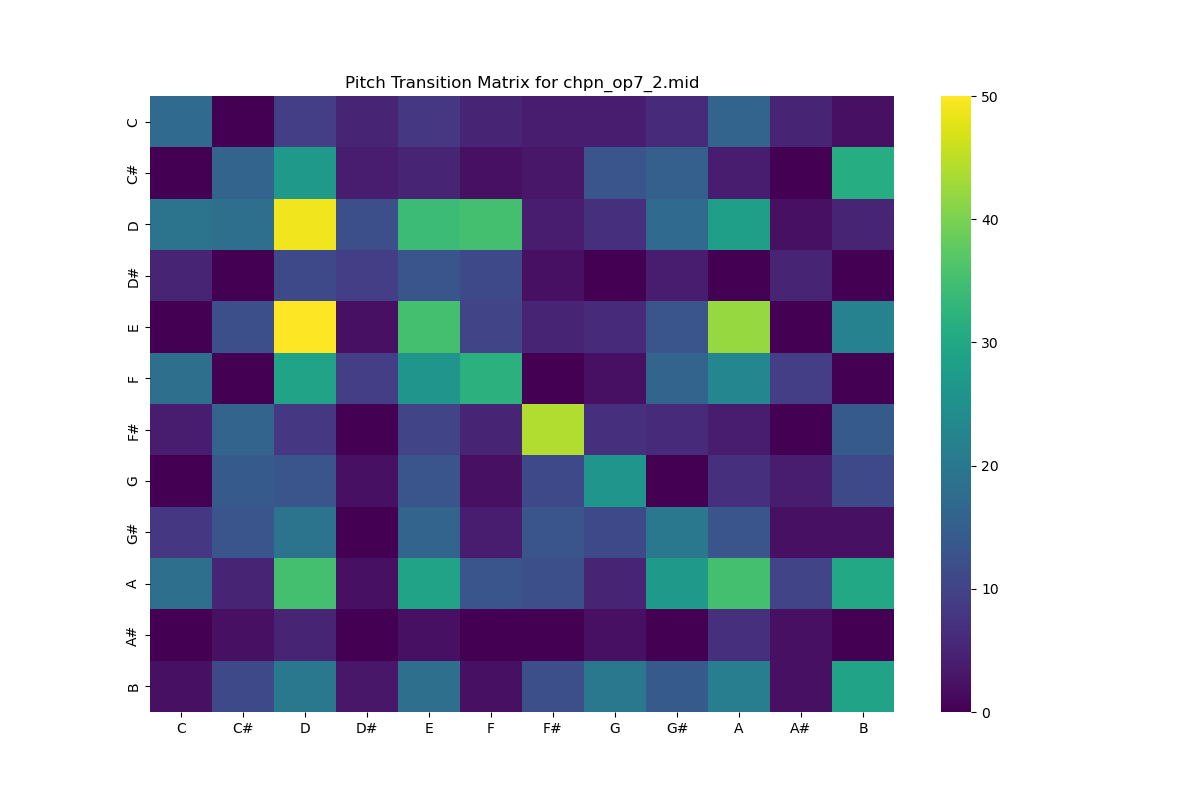 Pitch Transition Matrix for chpn_op7_2.mid
C
C#
D
D#
E
F
F#
G
G#
A
A#
B
C C# D D# E F F# G G# A A# B
50
40
30
20
10
0